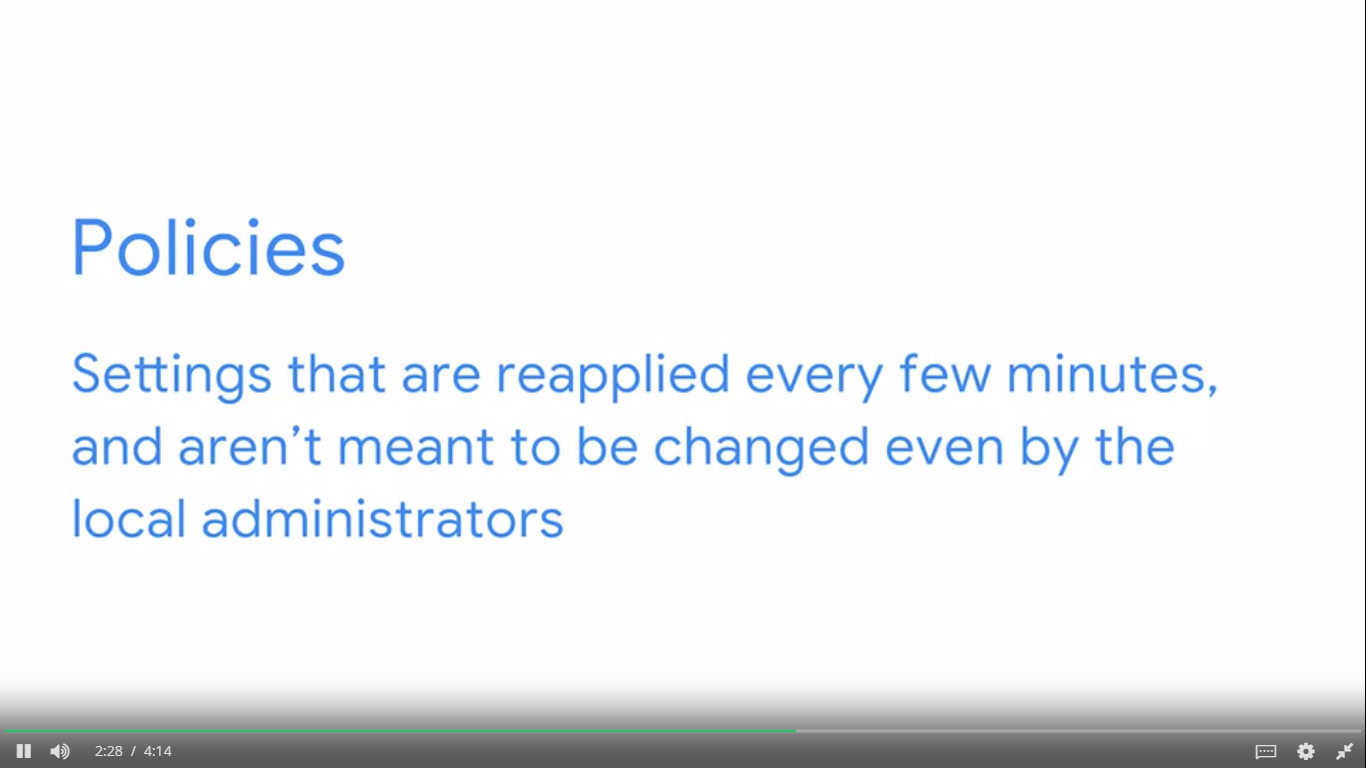 Policies
Settings that are reapplied every few minutes,
and aren’t meant to be changed even by the
local administrators
2:28 / 4:14